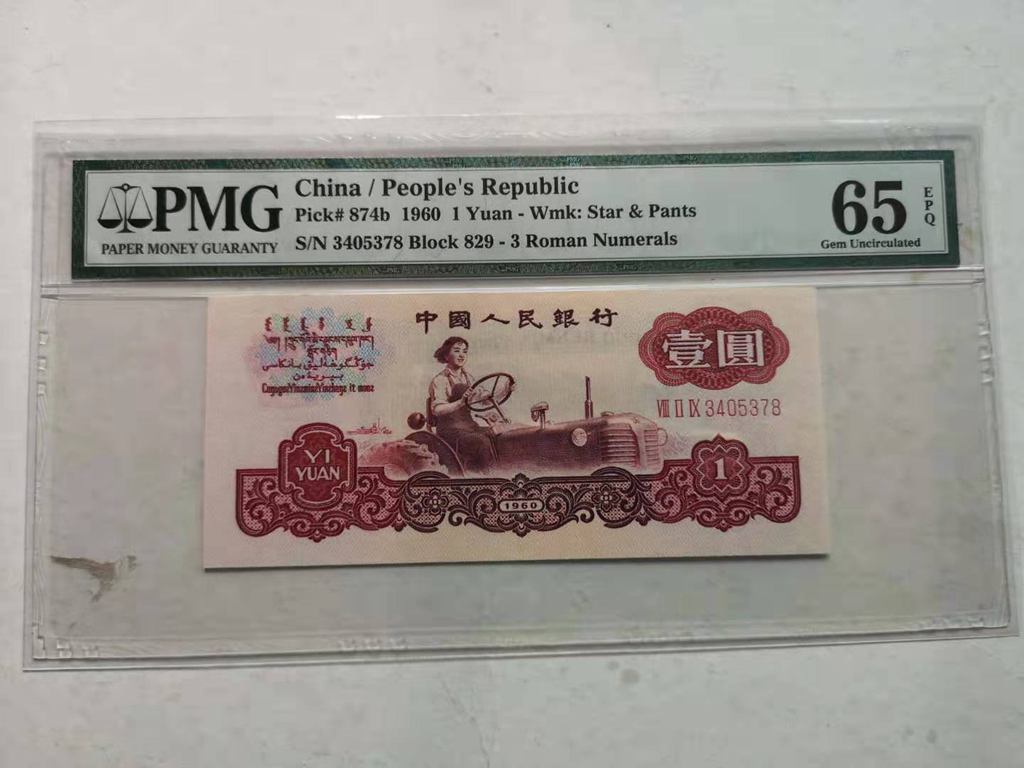 PMG
PAPER MONEY GUARANTY
China / People's Republic
Pick# 874b 1960 1 Yuan - Wmk: Star & Pants
S/N 3405378 Block 829 - 3 Roman Numerals
65
EPQ
Gem Uncirculated
中國人民銀行
壹圓
VIII II IX 3405378
YI
YUAN
1960
1